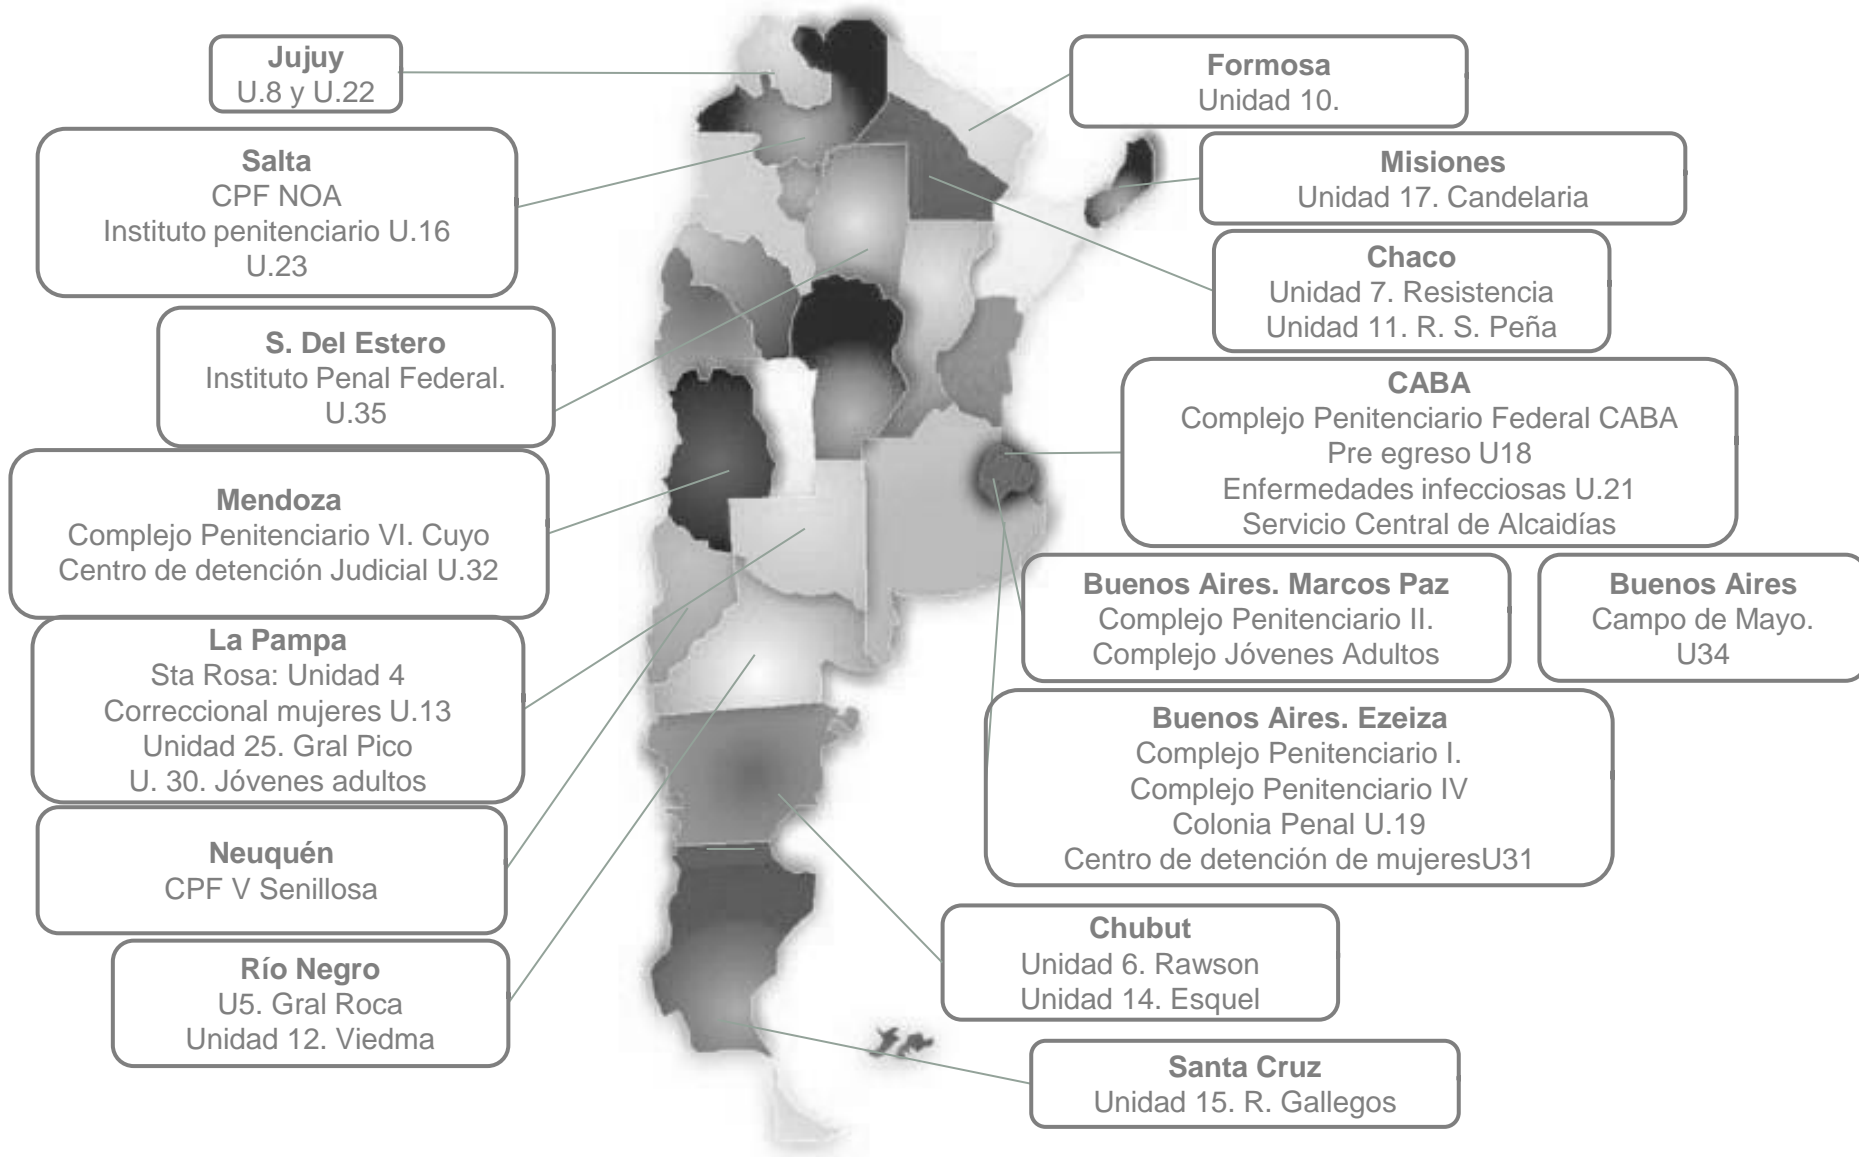 Jujuy
U.8 y U.22
Salta
CPF NOA
Instituto penitenciario U.16
U.23
S. Del Estero
Instituto Penal Federal.
U.35
Mendoza
Complejo Penitenciario VI. Cuyo
Centro de detención Judicial U.32
La Pampa
Sta Rosa: Unidad 4
Correccional mujeres U.13
Unidad 25. Gral Pico
U. 30. Jóvenes adultos
Neuquén
CPF V Senillosa
Río Negro
U5. Gral Roca
Unidad 12. Viedma
Formosa
Unidad 10.
Misiones
Unidad 17. Candelaria
Chaco
Unidad 7. Resistencia
Unidad 11. R. S. Peña
CABA
Complejo Penitenciario Federal CABA
Pre egreso U18
Enfermedades infecciosas U.21
Servicio Central de Alcaidías
Buenos Aires. Marcos Paz
Complejo Penitenciario II.
Complejo Jóvenes Adultos
Buenos Aires
Campo de Mayo.
U34
Buenos Aires. Ezeiza
Complejo Penitenciario I.
Complejo Penitenciario IV
Colonia Penal U.19
Centro de detención de mujeresU31
Chubut
Unidad 6. Rawson
Unidad 14. Esquel
Santa Cruz
Unidad 15. R. Gallegos